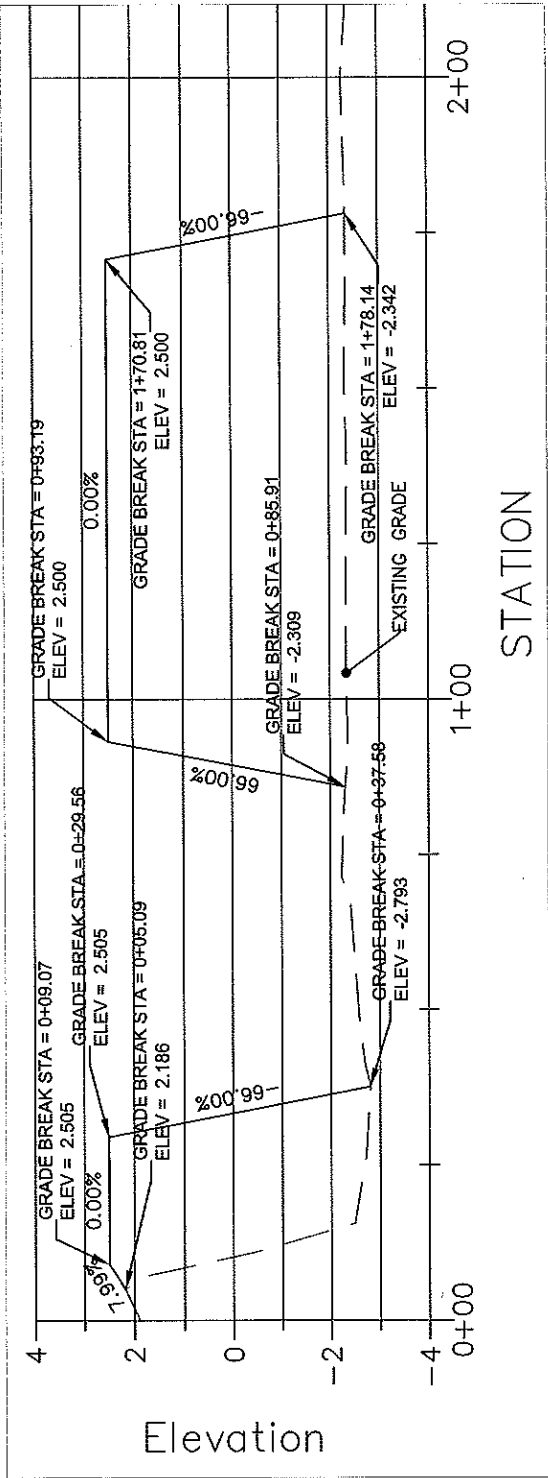 Elevation
4
2
0
-2
-4
0+00
1+00
2+00
STATION
7.99%
GRADE BREAK STA = 0+09.07
ELEV = 2.505
0.00%
GRADE BREAK STA = 0+29.56
ELEV = 2.505
GRADE BREAK STA = 0+05.09
ELEV = 2.186
-66.00%
GRADE BREAK STA = 0+37.58
ELEV = -2.793
GRADE BREAK STA = 0+93.19
ELEV = 2.500
0.00%
66.00%
GRADE BREAK STA = 0+85.91
ELEV = -2.309
GRADE BREAK STA = 1+70.81
ELEV = 2.500
-66.00%
GRADE BREAK STA = 1+78.14
ELEV = -2.342
EXISTING GRADE